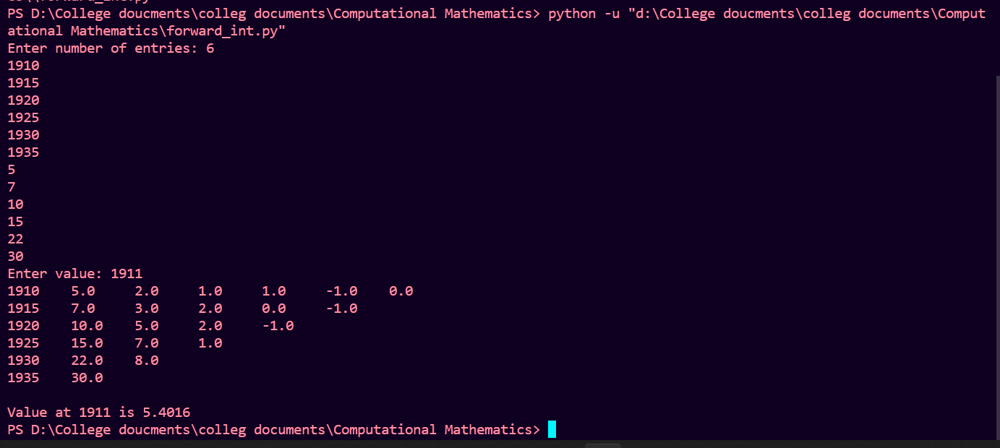 PS D:\College doucments\colleg documents\Computational Mathematics> python -u "d:\College doucments\colleg documents\Comput
ational Mathematics\forward_int.py"
Enter number of entries: 6
1910
1915
1920
1925
1930
1935
5
7
10
15
22
30
Enter value: 1911
1910    5.0     2.0     1.0     1.0     -1.0    0.0
1915    7.0     3.0     2.0     0.0     -1.0
1920    10.0    5.0     2.0     -1.0
1925    15.0    7.0     1.0
1930    22.0    8.0
1935    30.0
Value at 1911 is 5.4016
PS D:\College doucments\colleg documents\Computational Mathematics>